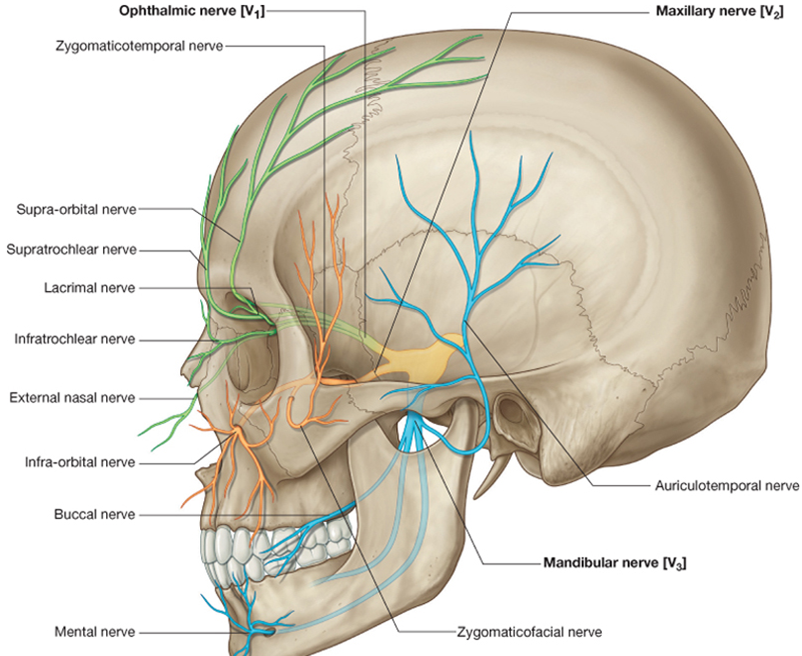 Ophthalmic nerve [V1]
Maxillary nerve [V2]
Zygomaticotemporal nerve
Supra-orbital nerve
Supratrochlear nerve
Lacrimal nerve
Infratrochlear nerve
External nasal nerve
Infra-orbital nerve
Auriculotemporal nerve
Buccal nerve
Mandibular nerve [V3]
Mental nerve
Zygomaticofacial nerve